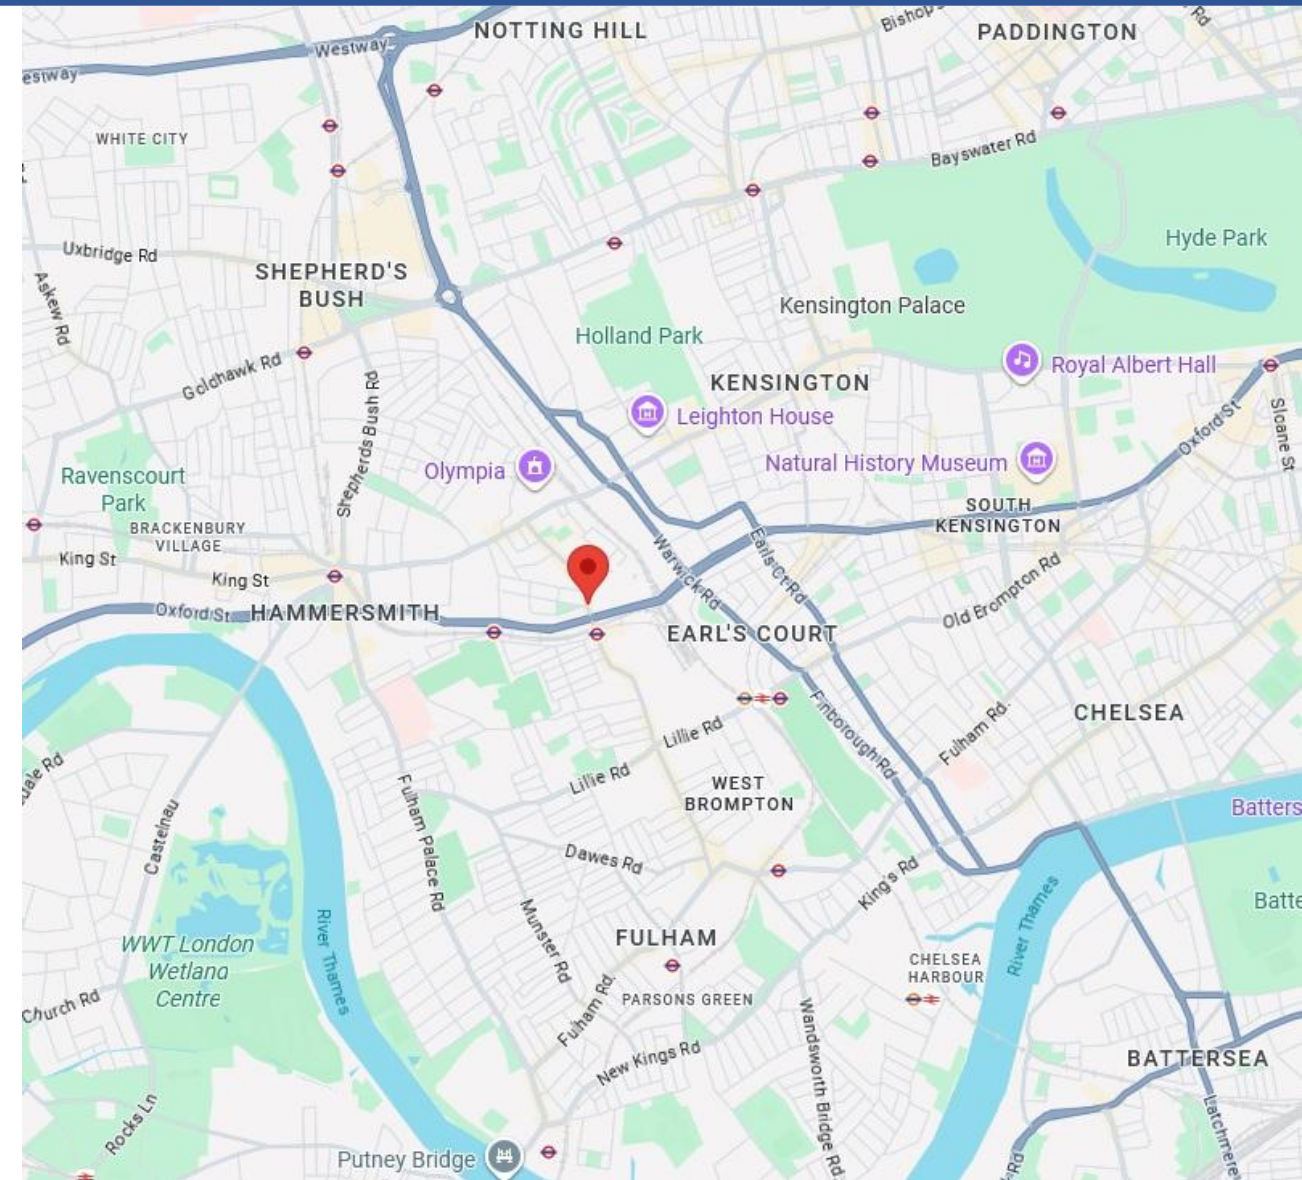 NOTTING HILL
Bishop's
Rd
PADDINGTON
Westway
estway
WHITE CITY
Bayswater Rd
Hyde Park
Uxbridge Rd
SHEPHERD'S
BUSH
Askew Rd
Kensington Palace
Holland Park
Royal Albert Hall
Goldhawk Rd
KENSINGTON
Shepherds Bush Rd
Leighton House
Oxford St
Sloane St
Olympia
Natural History Museum
Ravenscourt
Park
SOUTH
KENSINGTON
BRACKENBURY
VILLAGE
King St
King St
Warwick Rd
Earls Ct Rd
Old Erompton Rd
Oxford St
HAMMERSMITH
EARL'S COURT
Finborough Rd
CHELSEA
Lillie Rd
Fulham Rd.
Lillie Rd
WEST
BROMPTON
dale Rd
Castelnau
Fulham Palace Rd
Batters
Dawes Rd
King's Rd
Batte
Munster Rd
River Thames
River Thames
WWT London
Wetland
Centre
FULHAM
CHELSEA
HARBOUR
Church Rd
PARSONS GREEN
Fulham Rd.
Wandsworth Bridge Rd.
New Kings Rd
BATTERSEA
Rocks Ln
Latchmere
Putney Bridge
Rd